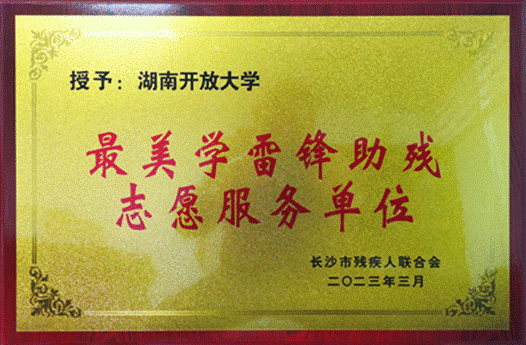 授予：湖南开放大学
最美学雷锋助残
志愿服务单位
长沙市残疾人联合会
二〇二三年三月